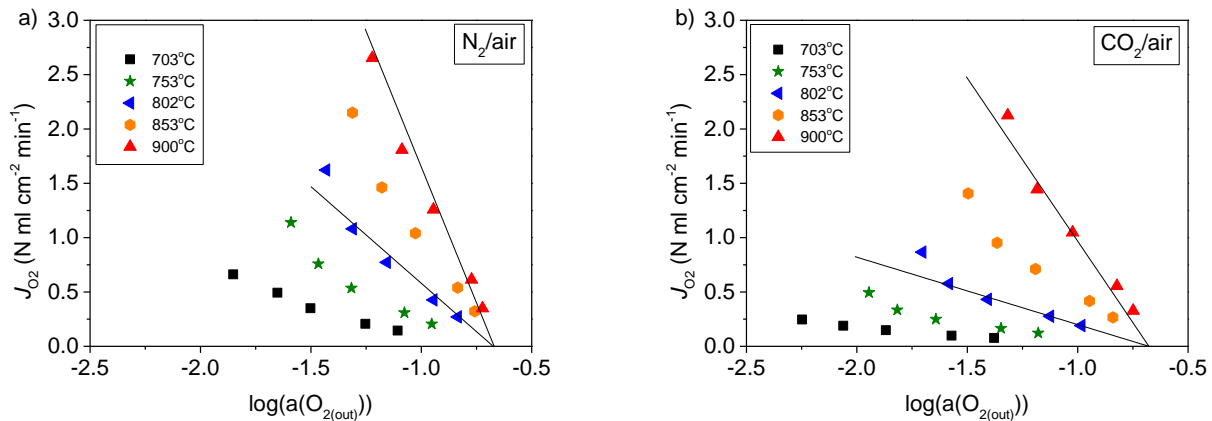 a)
N₂/air
703°C
753°C
802°C
853°C
900°C
3.0
2.5
2.0
1.5
1.0
0.5
0.0
J_O2 (N ml cm⁻² min⁻¹)
-2.5 -2.0 -1.5 -1.0 -0.5
log(a(O₂₍out₎))
b)
CO₂/air
703°C
753°C
802°C
853°C
900°C
3.0
2.5
2.0
1.5
1.0
0.5
0.0
J_O2 (N ml cm⁻² min⁻¹)
-2.5 -2.0 -1.5 -1.0 -0.5
log(a(O₂₍out₎))